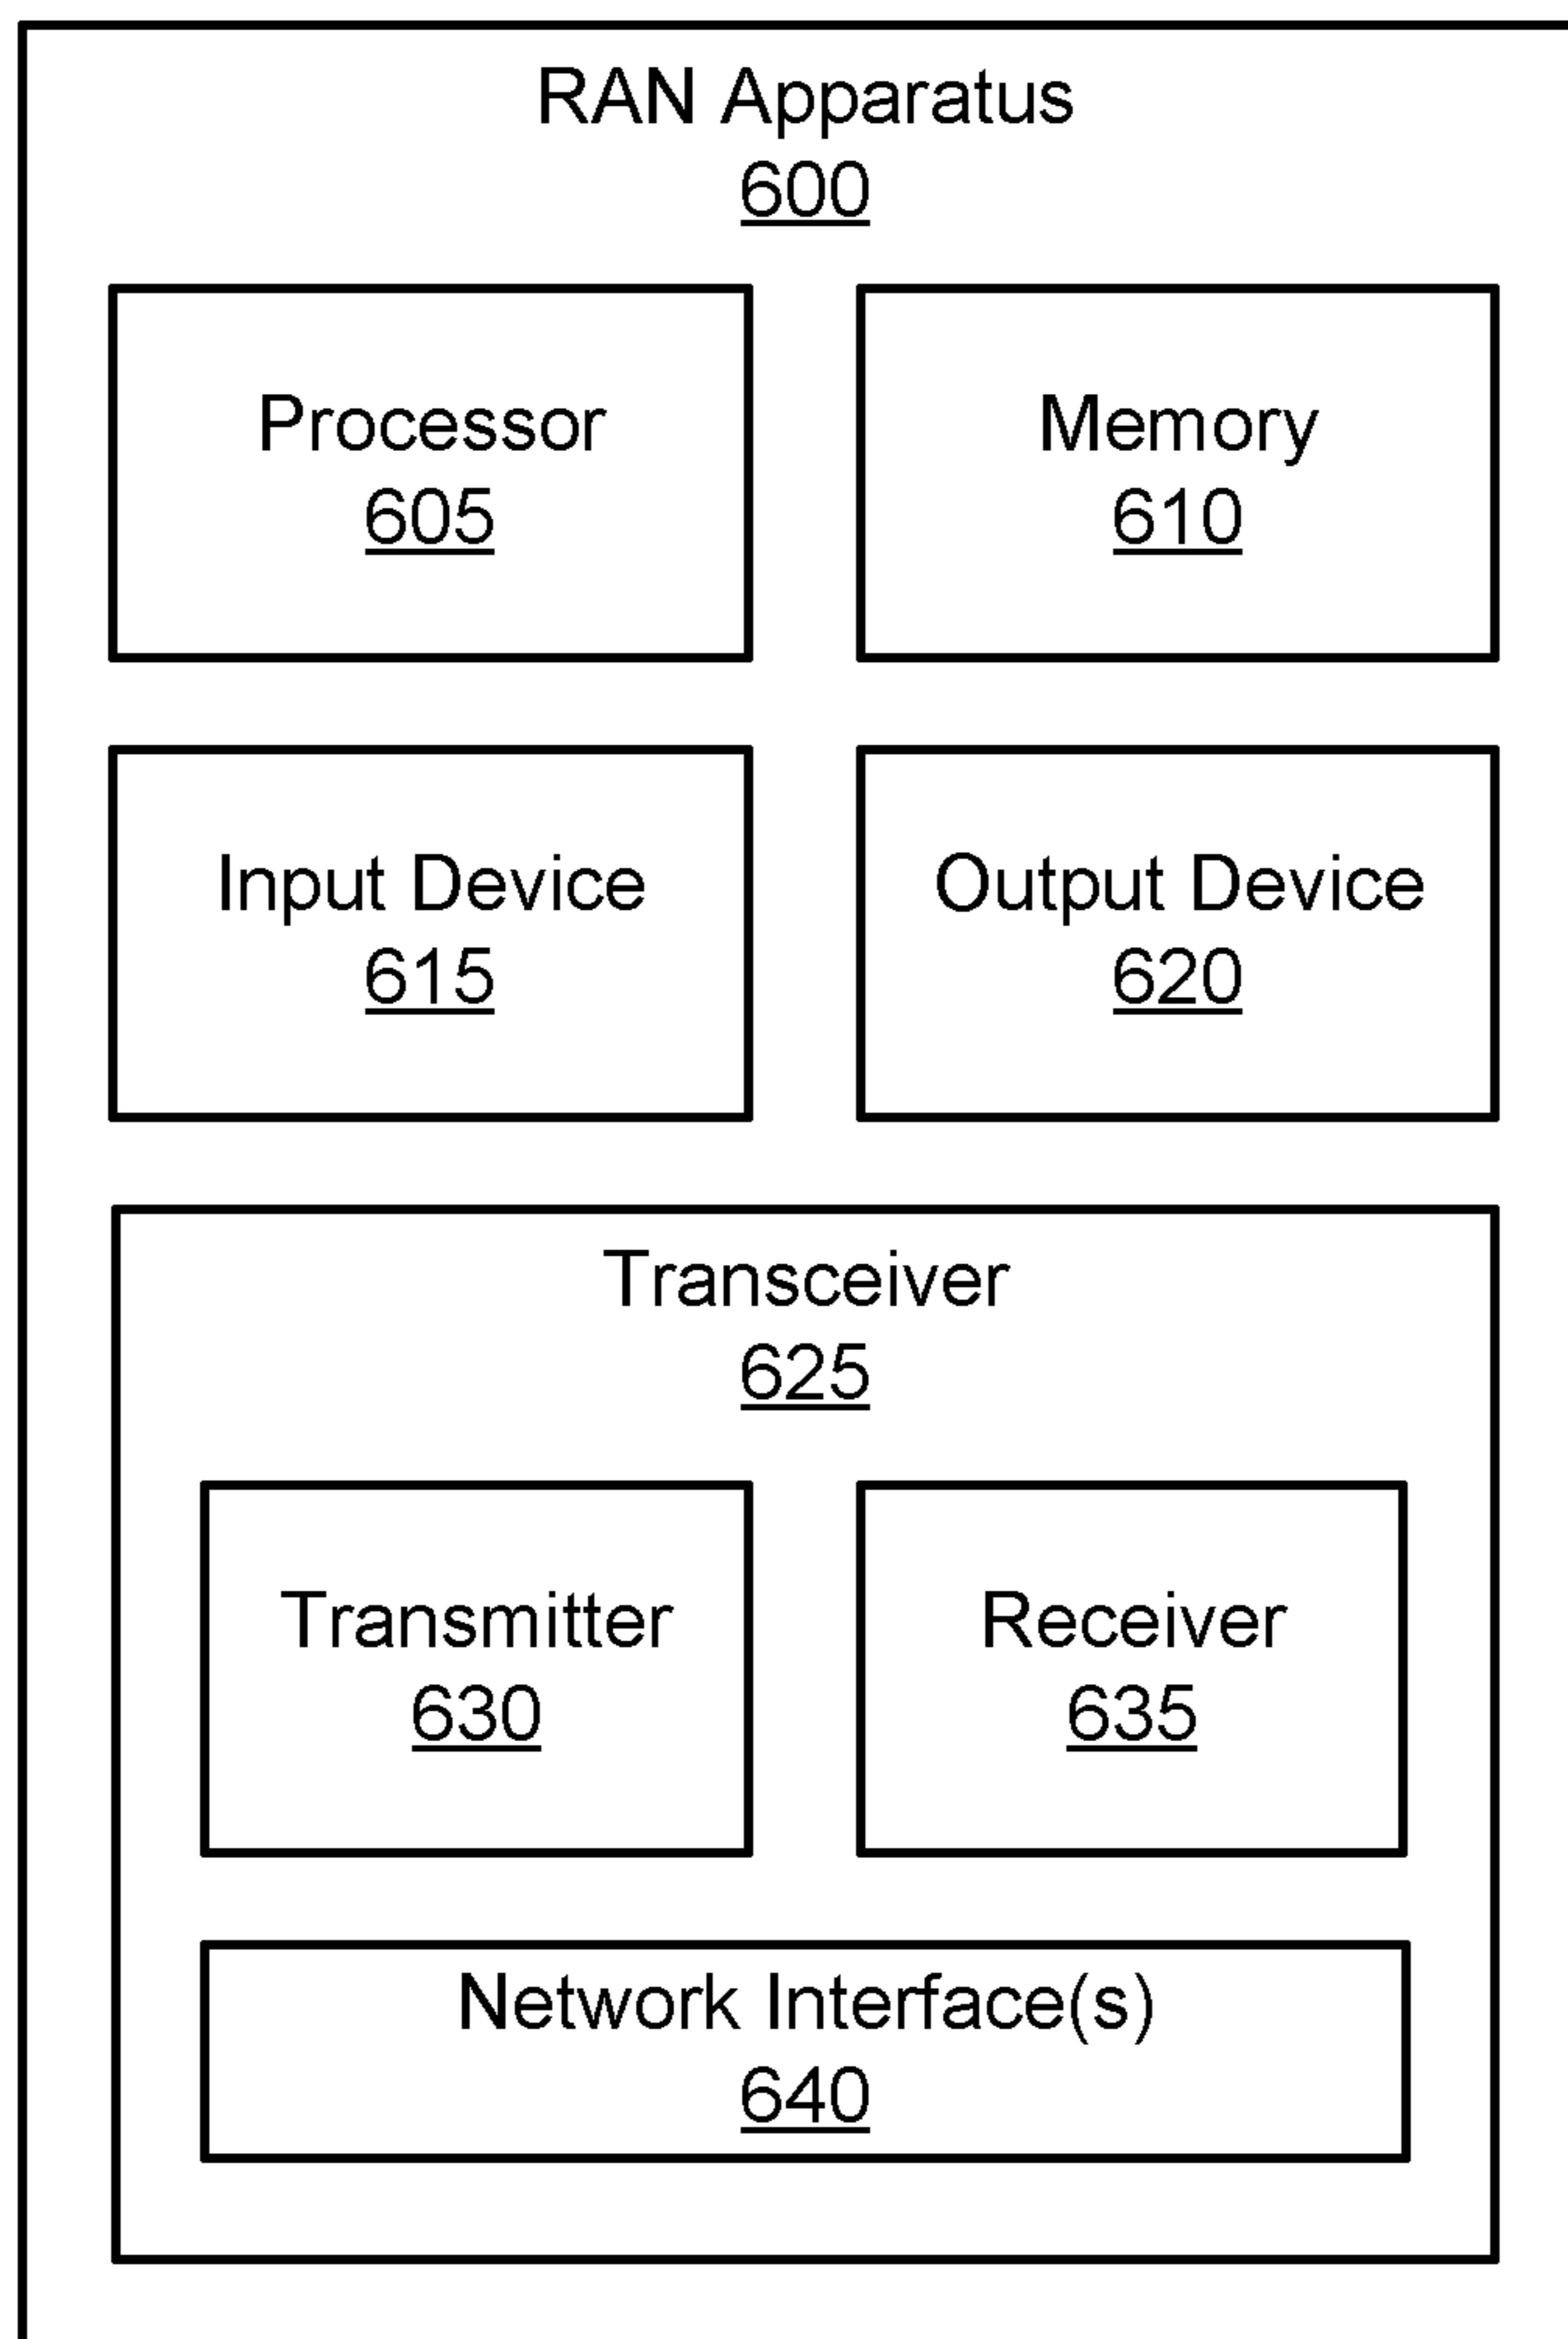 RAN Apparatus
600
Processor
605
Memory
610
Input Device
615
Output Device
620
Transceiver
625
Transmitter
630
Receiver
635
Network Interface(s)
640